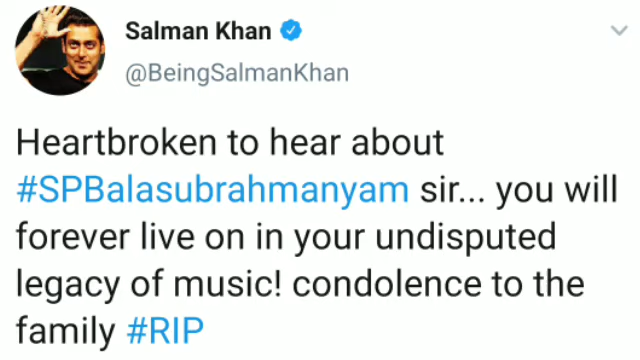 Salman Khan
@BeingSalmanKhan
Heartbroken to hear about
#SPBalasubrahmanyam sir... you will
forever live on in your undisputed
legacy of music! condolence to the
family #RIP